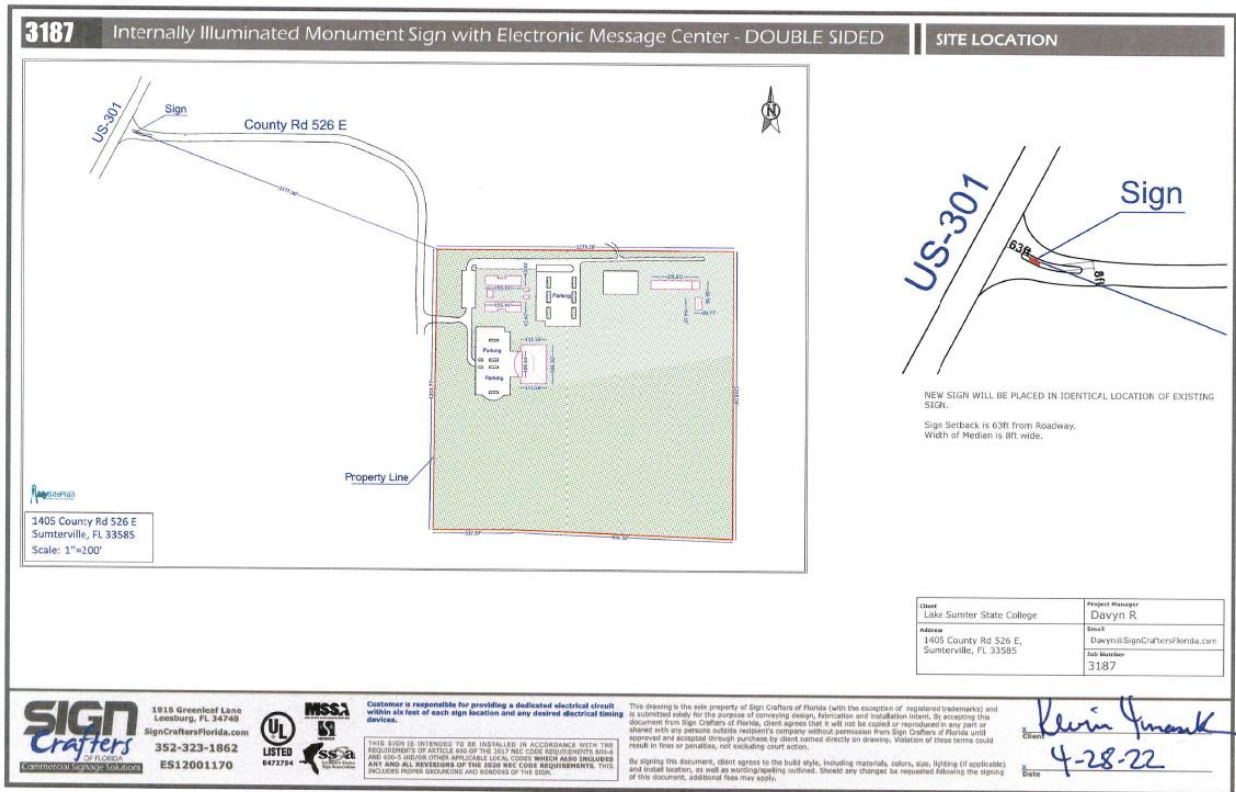 3187
Internally Illuminated Monument Sign with Electronic Message Center - DOUBLE SIDED
SITE LOCATION
US-301
Sign
County Rd 526 E
N
Parking
Parking
Parking
Property Line
SitePlan
1405 County Rd 526 E
Sumterville, FL 33585
Scale: 1"=200'
US-301
Sign
63ft
8ft
NEW SIGN WILL BE PLACED IN IDENTICAL LOCATION OF EXISTING
SIGN.
Sign Setback is 63ft from Roadway.
Width of Median is 8ft wide.
Client
Lake Sumter State College
Project Manager
Davyn R
Address
1405 County Rd 526 E,
Sumterville, FL 33585
Email
Davyn@SignCraftersFlorida.com
Job Number
3187
SIGN
Crafters
OF FLORIDA
Commercial Signage Solutions
1915 Greenleaf Lane
Leesburg, FL 34748
SignCraftersFlorida.com
352-323-1862
ES12001170
UL
LISTED
E472754
MSSA
Customer is responsible for providing a dedicated electrical circuit
within six feet of each sign location and any desired electrical timing
devices.
THIS SIGN IS INTENDED TO BE INSTALLED IN ACCORDANCE WITH THE
REQUIREMENTS OF ARTICLE 600 OF THE 2017 NEC CODE REQUIREMENTS 600-6
AND 600-5 AND/OR OTHER APPLICABLE LOCAL CODES WHICH ALSO INCLUDES
ANY AND ALL REVISIONS OF THE 2020 NEC CODE REQUIREMENTS. THIS
INCLUDES PROPER GROUNDING AND BONDING OF THE SIGN.
This drawing is the sole property of Sign Crafters of Florida (with the exception of registered trademarks) and
is submitted solely for the purpose of conveying design, fabrication and installation intent. By accepting this
document from Sign Crafters of Florida, client agrees that it will not be copied or reproduced in any part or
shared with any persons outside recipient's company without permission from Sign Crafters of Florida until
approved and accepted through purchase by client named directly on drawing. Violation of these terms could
result in fines or penalties, not excluding court action.
By signing this document, client agrees to the build style, including materials, colors, size, lighting (if applicable)
and install location, as well as wording/spelling outlined. Should any changes be requested following the signing
of this document, additional fees may apply.
x
Client
Kevin
x
Date
4-28-22